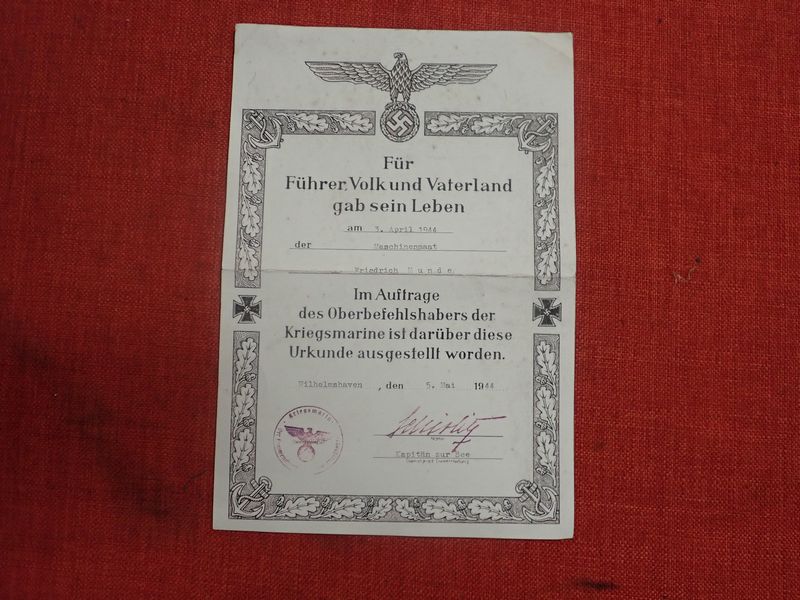 Für
Führer, Volk und Vaterland
gab sein Leben
am 3. April 1944
der Maschinenmaat
Friedrich M u n d e
Im Auftrage
des Oberbefehlshabers der
Kriegsmarine ist darüber diese
Urkunde ausgestellt worden.
Wilhelmshaven , den 5. Mai 1944
Kriegsmarine
Kapitän zur See